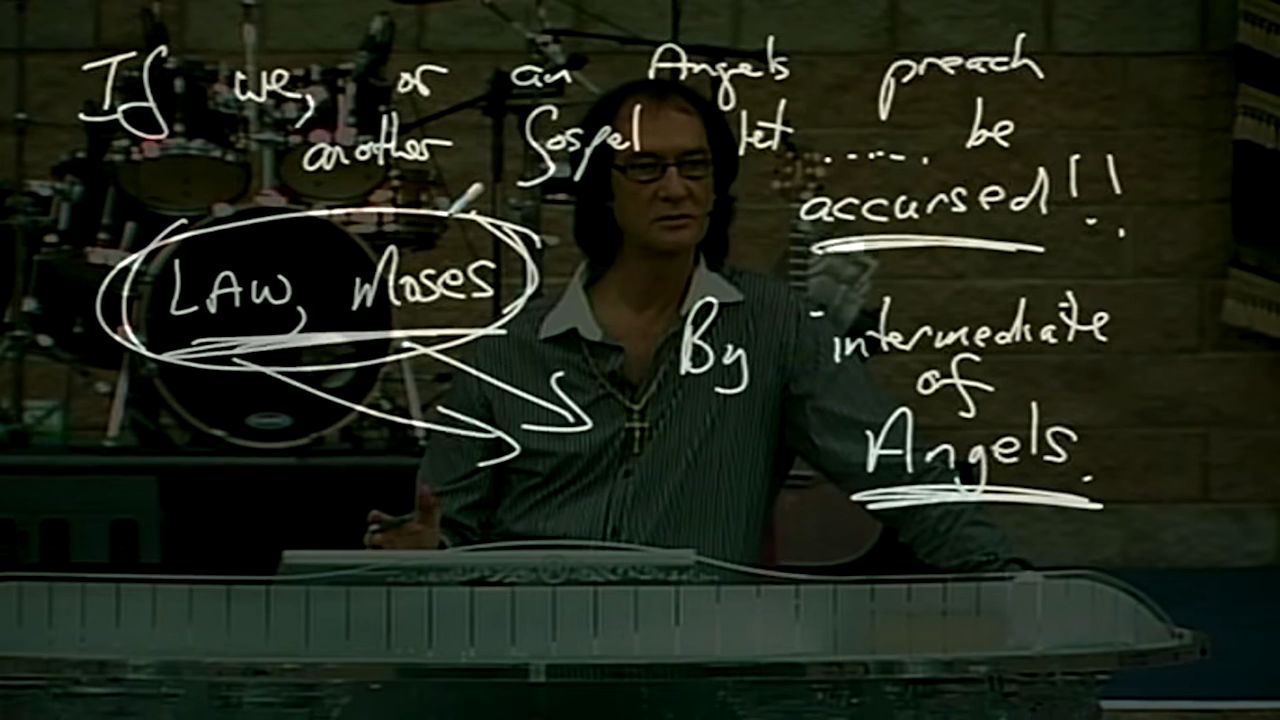 If we, or an Angels preach
another Gospel let ....... be
accursed!!
LAW, Moses
By intermediate
of
Angels.